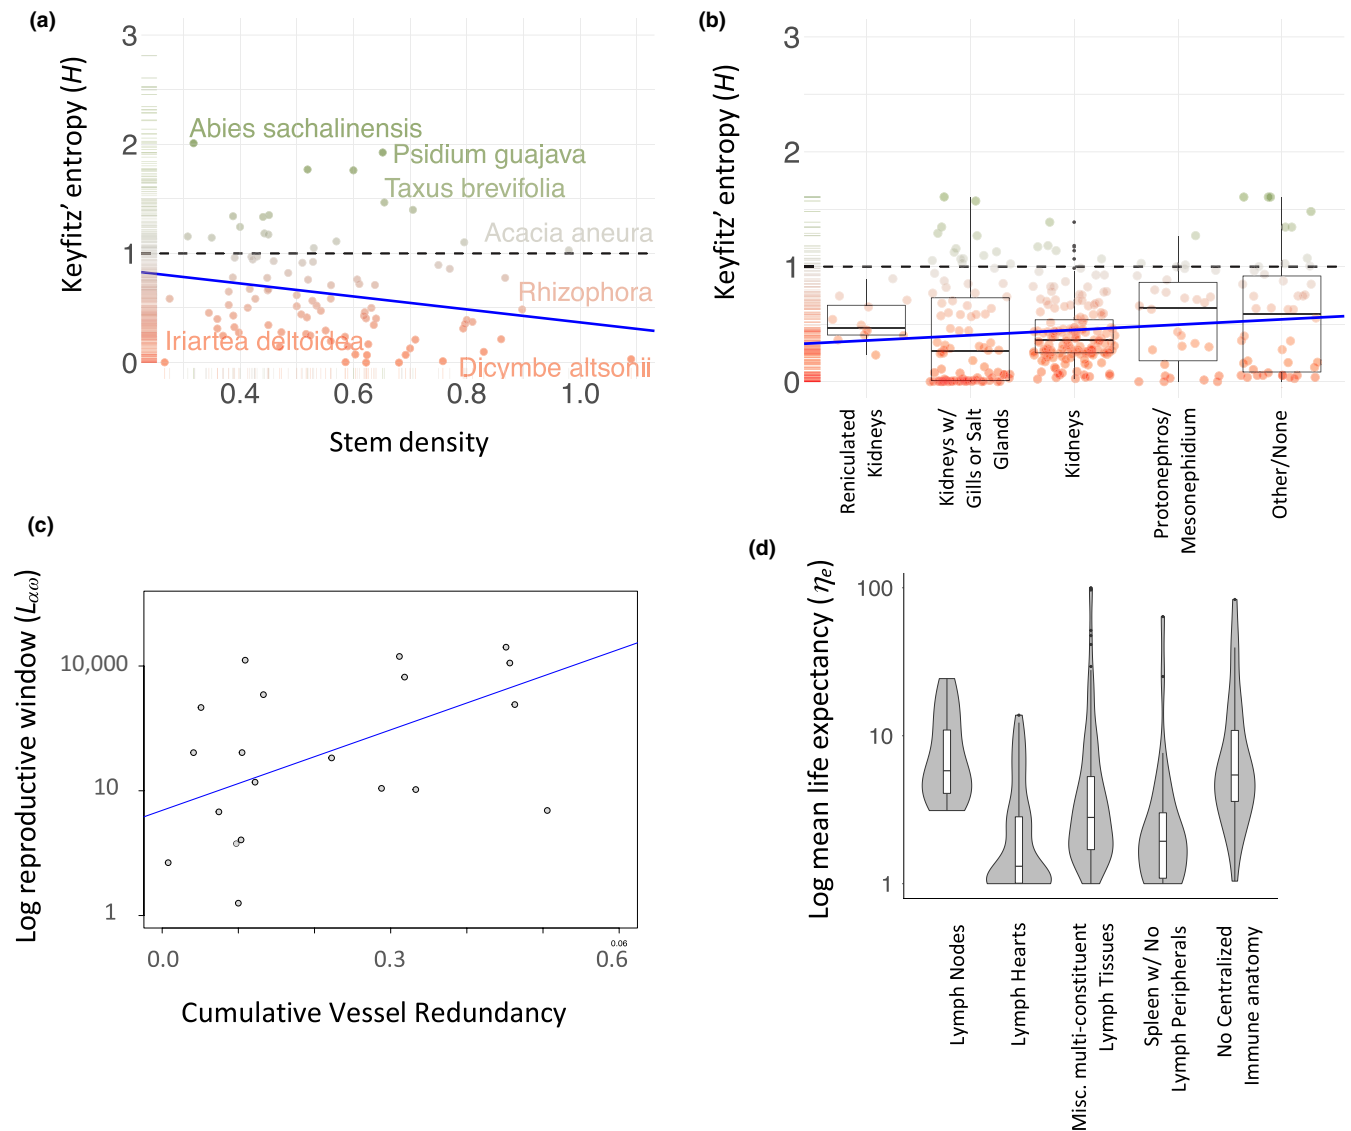 (a)
Keyfitz’ entropy (H)
3
2
1
0
Abies sachalinensis
Psidium guajava
Taxus brevifolia
Acacia aneura
Rhizophora
Iriartea deltoidea
Dicymbe altsonii
0.4 0.6 0.8 1.0
Stem density
(b)
Keyfitz’ entropy (H)
3
2
1
0
Reniculated
Kidneys
Kidneys w/
Gills or Salt
Glands
Kidneys
Protonephros/
Mesonephidium
Other/None
(c)
Log reproductive window (Lαω)
10,000
10
1
0.0 0.3 0.6
0.06
Cumulative Vessel Redundancy
(d)
Log mean life expectancy (ηe)
100
10
1
Lymph Nodes
Lymph Hearts
Misc. multi-constituent
Lymph Tissues
Spleen w/ No
Lymph Peripherals
No Centralized
Immune anatomy